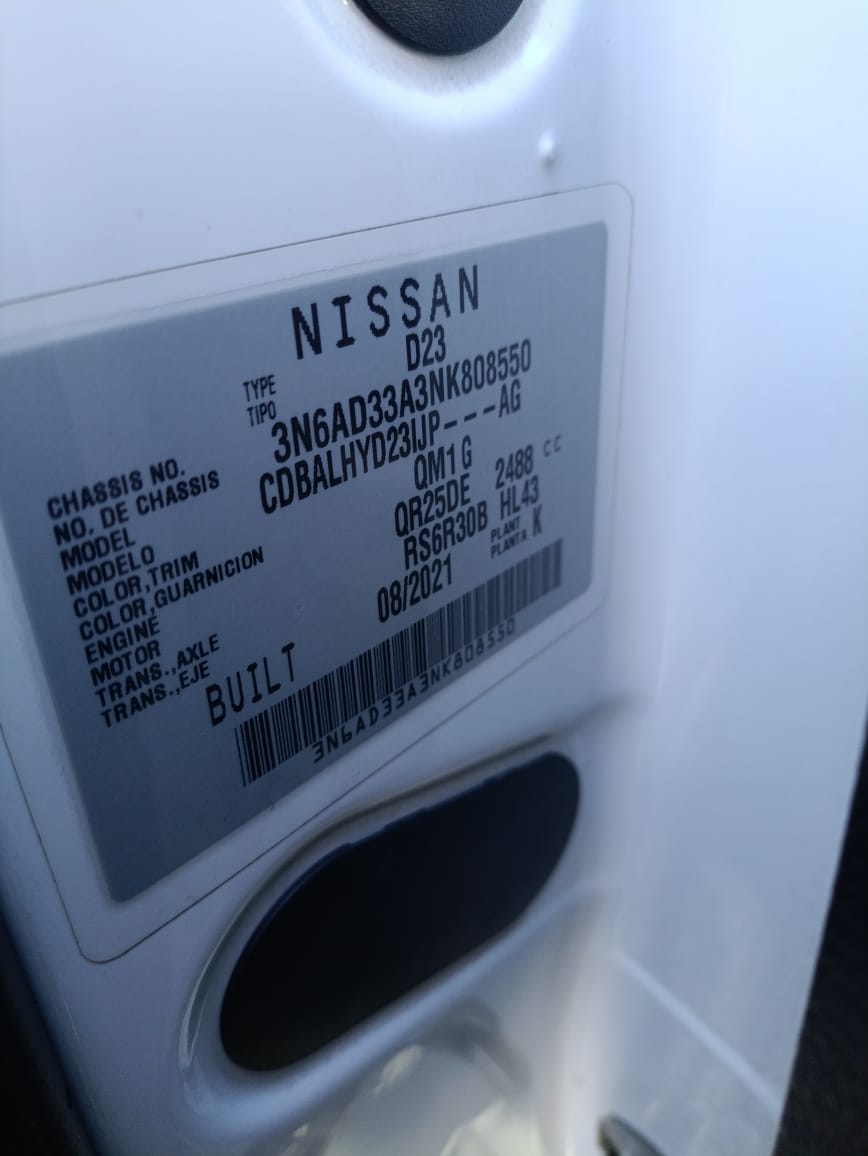 NISSAN
TYPE
TIPO
D23
CHASSIS NO.
NO. DE CHASSIS
3N6AD33A3NK808550
MODEL
MODELO
CDBALHYD23IJP---AG
COLOR,TRIM
COLOR,GUARNICION
QM1 G
ENGINE
MOTOR
QR25DE 2488 CC
TRANS.,AXLE
TRANS.,EJE
RS6R30B HL43
PLANT
PLANTA
K
BUILT 08/2021
3N6AD33A3NK808550